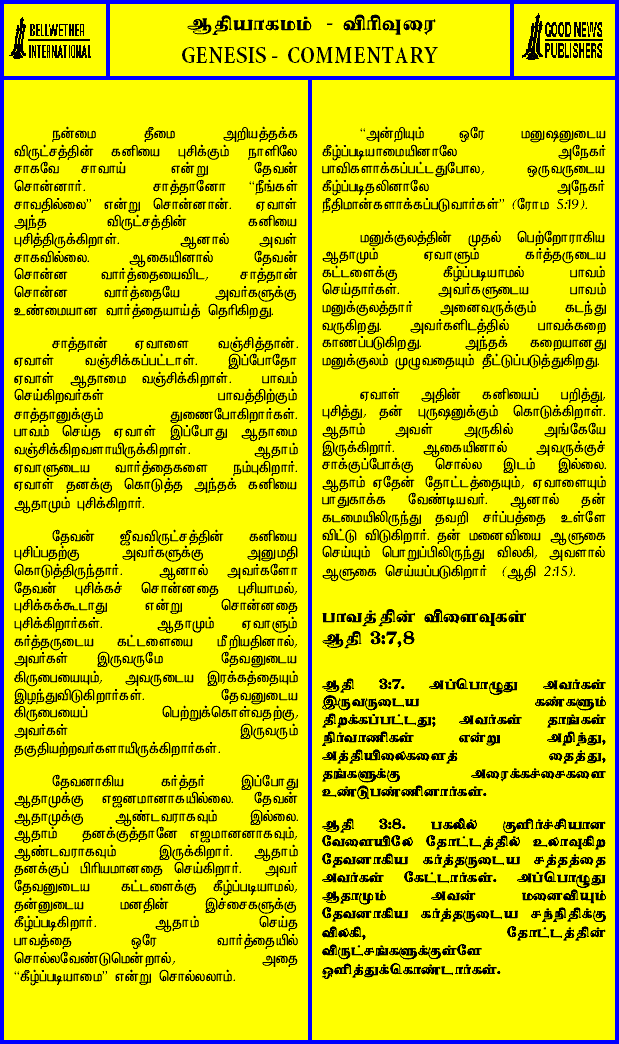 BELLWETHER
INTERNATIONAL
ஆதியாகமம் - விரிவுரை
GENESIS - COMMENTARY
GOOD NEWS
PUBLISHERS
நன்மை தீமை அறியத்தக்க
விருட்சத்தின் கனியை புசிக்கும் நாளிலே
சாகவே சாவாய் என்று தேவன்
சொன்னார். சாத்தானோ “நீங்கள்
சாவதில்லை” என்று சொன்னான். ஏவாள்
அந்த விருட்சத்தின் கனியை
புசித்திருக்கிறாள். ஆனால் அவள்
சாகவில்லை. ஆகையினால் தேவன்
சொன்ன வார்த்தையைவிட, சாத்தான்
சொன்ன வார்த்தையே அவர்களுக்கு
உண்மையான வார்த்தையாய்த் தெரிகிறது.
சாத்தான் ஏவாளை வஞ்சித்தான்.
ஏவாள் வஞ்சிக்கப்பட்டாள். இப்போதோ
ஏவாள் ஆதாமை வஞ்சிக்கிறாள். பாவம்
செய்கிறவர்கள் பாவத்திற்கும்
சாத்தானுக்கும் துணைபோகிறார்கள்.
பாவம் செய்த ஏவாள் இப்போது ஆதாமை
வஞ்சிக்கிறவளாயிருக்கிறாள். ஆதாம்
ஏவாளுடைய வார்த்தைகளை நம்புகிறார்.
ஏவாள் தனக்கு கொடுத்த அந்தக் கனியை
ஆதாமும் புசிக்கிறார்.
தேவன் ஜீவவிருட்சத்தின் கனியை
புசிப்பதற்கு அவர்களுக்கு அனுமதி
கொடுத்திருந்தார். ஆனால் அவர்களோ
தேவன் புசிக்கச் சொன்னதை புசியாமல்,
புசிக்கக்கூடாது என்று சொன்னதை
புசிக்கிறார்கள். ஆதாமும் ஏவாளும்
கர்த்தருடைய கட்டளையை மீறியதினால்,
அவர்கள் இருவருமே தேவனுடைய
கிருபையையும், அவருடைய இரக்கத்தையும்
இழந்துவிடுகிறார்கள். தேவனுடைய
கிருபையைப் பெற்றுக்கொள்வதற்கு,
அவர்கள் இருவரும்
தகுதியற்றவர்களாயிருக்கிறார்கள்.
தேவனாகிய கர்த்தர் இப்போது
ஆதாமுக்கு எஜனமானாகயில்லை. தேவன்
ஆதாமுக்கு ஆண்டவராகவும் இல்லை.
ஆதாம் தனக்குத்தானே எஜமானனாகவும்,
ஆண்டவராகவும் இருக்கிறார். ஆதாம்
தனக்குப் பிரியமானதை செய்கிறார். அவர்
தேவனுடைய கட்டளைக்கு கீழ்ப்படியாமல்,
தன்னுடைய மனதின் இச்சைகளுக்கு
கீழ்ப்படிகிறார். ஆதாம் செய்த
பாவத்தை ஒரே வார்த்தையில்
சொல்லவேண்டுமென்றால், அதை
“கீழ்ப்படியாமை” என்று சொல்லலாம்.
“அன்றியும் ஒரே மனுஷனுடைய
கீழ்ப்படியாமையினாலே அநேகர்
பாவிகளாக்கப்பட்டதுபோல, ஒருவருடைய
கீழ்ப்படிதலினாலே அநேகர்
நீதிமான்களாக்கப்படுவார்கள்” (ரோம 5:19).
மனுக்குலத்தின் முதல் பெற்றோராகிய
ஆதாமும் ஏவாளும் கர்த்தருடைய
கட்டளைக்கு கீழ்ப்படியாமல் பாவம்
செய்தார்கள். அவர்களுடைய பாவம்
மனுக்குலத்தார் அனைவருக்கும் கடந்து
வருகிறது. அவர்களிடத்தில் பாவக்கறை
காணப்படுகிறது. அந்தக் கறையானது
மனுக்குலம் முழுவதையும் தீட்டுப்படுத்துகிறது.
ஏவாள் அதின் கனியைப் பறித்து,
புசித்து, தன் புருஷனுக்கும் கொடுக்கிறாள்.
ஆதாம் அவள் அருகில் அங்கேயே
இருக்கிறார். ஆகையினால் அவருக்குச்
சாக்குப்போக்கு சொல்ல இடம் இல்லை.
ஆதாம் ஏதேன் தோட்டத்தையும், ஏவாளையும்
பாதுகாக்க வேண்டியவர். ஆனால் தன்
கடமையிலிருந்து தவறி சர்ப்பத்தை உள்ளே
விட்டு விடுகிறார். தன் மனைவியை ஆளுகை
செய்யும் பொறுப்பிலிருந்து விலகி, அவளால்
ஆளுகை செய்யப்படுகிறார் (ஆதி 2:15).
பாவத்தின் விளைவுகள்
ஆதி 3:7,8
ஆதி 3:7. அப்பொழுது அவர்கள்
இருவருடைய கண்களும்
திறக்கப்பட்டது; அவர்கள் தாங்கள்
நிர்வாணிகள் என்று அறிந்து,
அத்தியிலைகளைத் தைத்து,
தங்களுக்கு அரைக்கச்சைகளை
உண்டுபண்ணினார்கள்.
ஆதி 3:8. பகலில் குளிர்ச்சியான
வேளையிலே தோட்டத்தில் உலாவுகிற
தேவனாகிய கர்த்தருடைய சத்தத்தை
அவர்கள் கேட்டார்கள். அப்பொழுது
ஆதாமும் அவன் மனைவியும்
தேவனாகிய கர்த்தருடைய சந்நிதிக்கு
விலகி, தோட்டத்தின்
விருட்சங்களுக்குள்ளே
ஒளித்துக்கொண்டார்கள்.